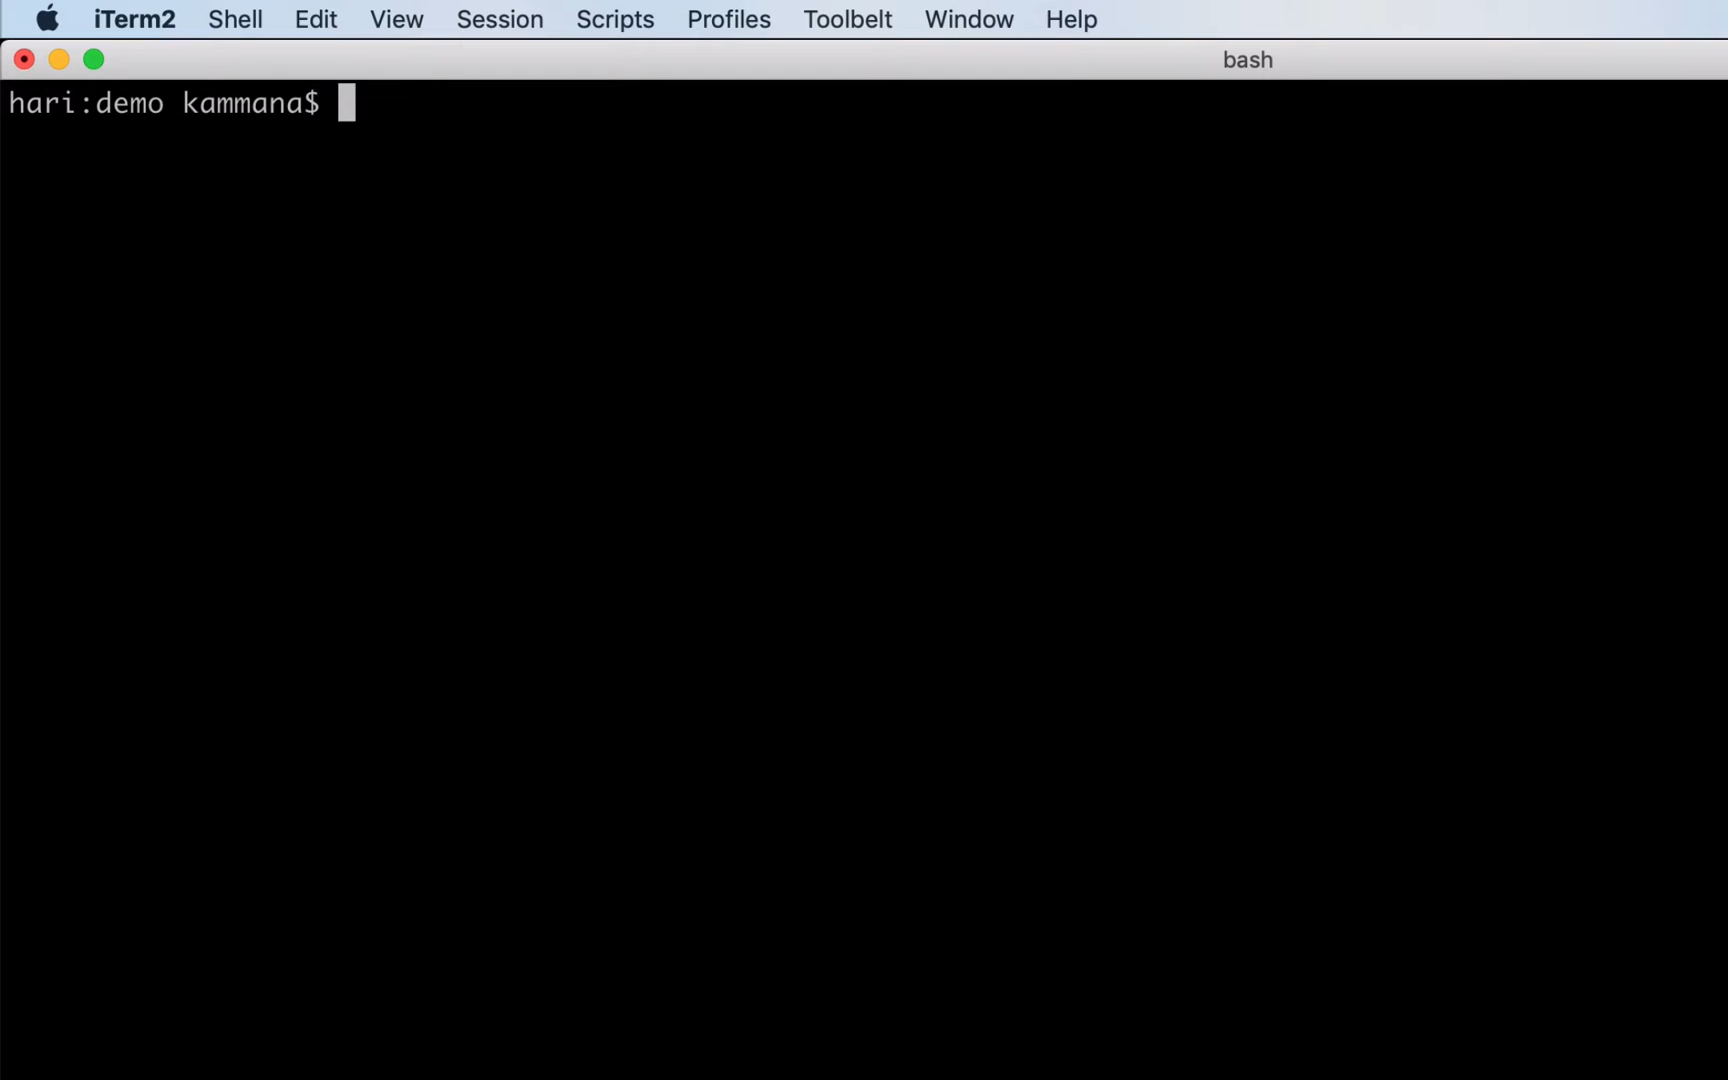 iTerm2 Shell Edit View Session Scripts Profiles Toolbelt Window Help
bash
hari:demo kammana$